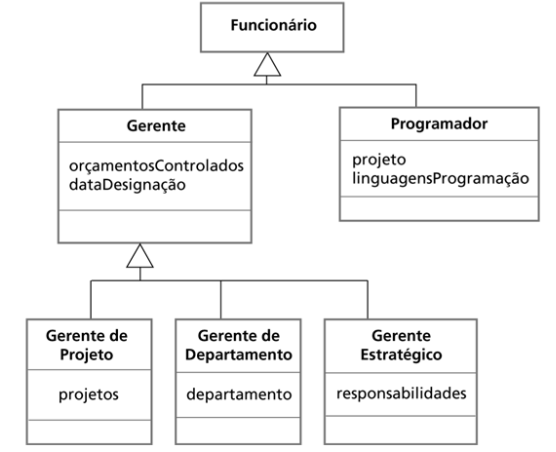 Funcionário
Gerente
orçamentosControlados
dataDesignação
Programador
projeto
linguagensProgramação
Gerente de
Projeto
projetos
Gerente de
Departamento
departamento
Gerente
Estratégico
responsabilidades